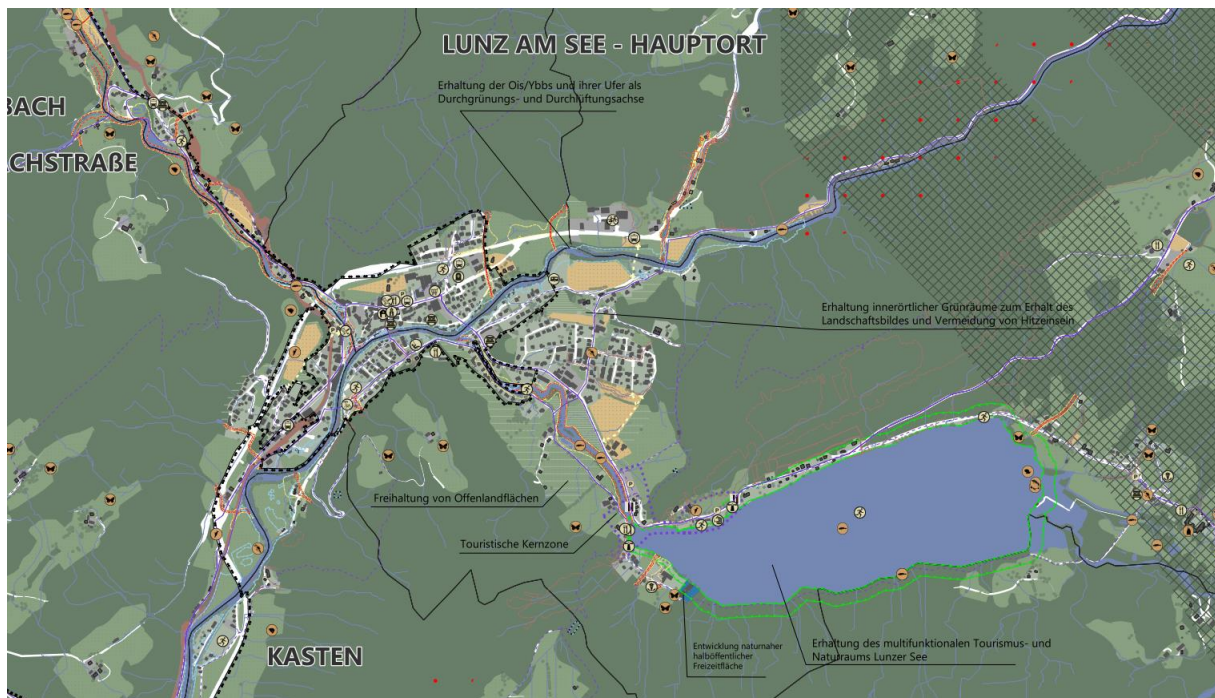 LUNZ AM SEE - HAUPTORT
Erhaltung der Ois/Ybbs und ihrer Ufer als
Durchgrünungs- und Durchlüftungsachse
BACH
ACHSTRAßE
Erhaltung innerörtlicher Grünräume zum Erhalt des
Landschaftsbildes und Vermeidung von Hitzeinseln
Freihaltung von Offenlandflächen
Touristische Kernzone
Entwicklung naturnaher
halböffentlicher
Freizeitfläche
Erhaltung des multifunktionalen Tourismus- und
Naturraums Lunzer See
KASTEN